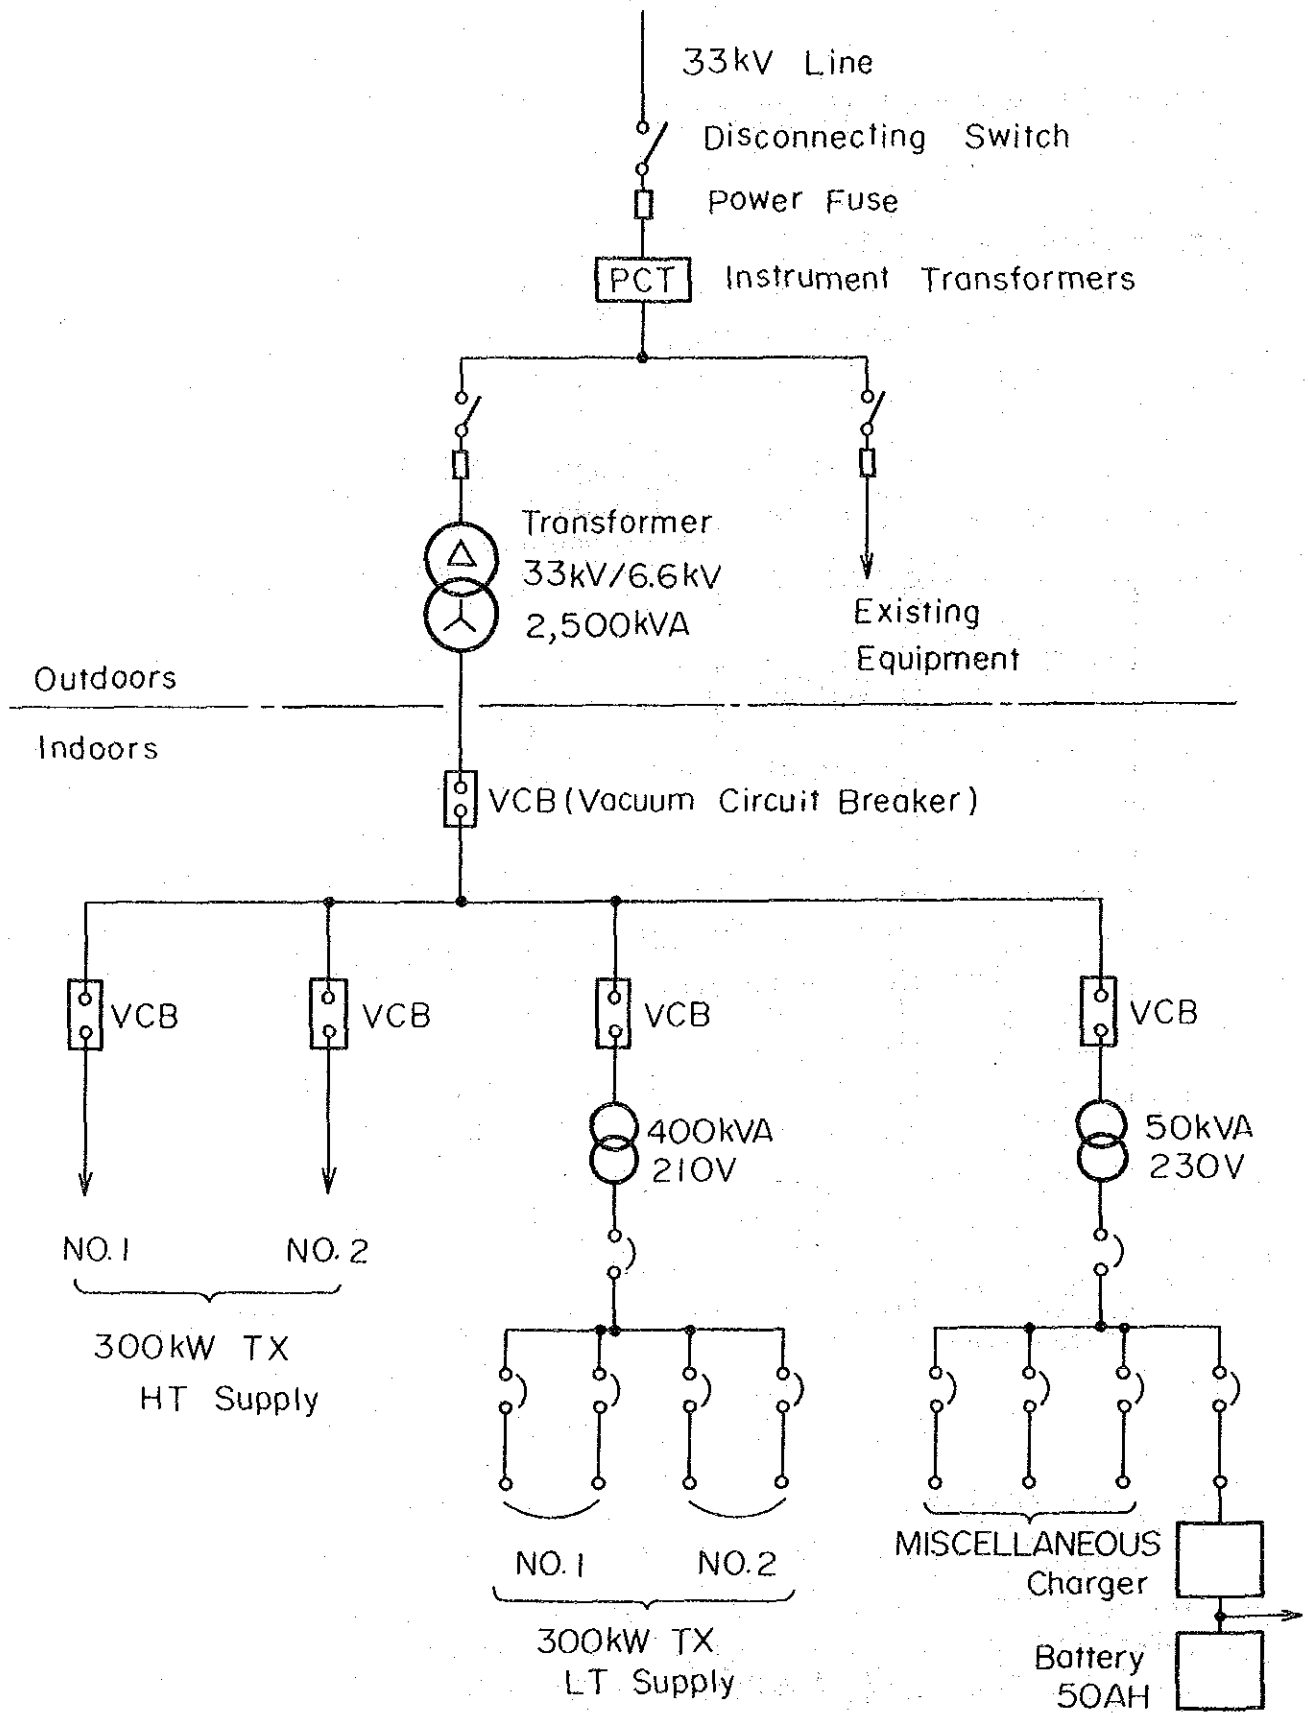 33kV Line
Disconnecting Switch
Power Fuse
PCT Instrument Transformers
Transformer
33kV/6.6kV
2,500kVA
Existing
Equipment
Outdoors
Indoors
VCB (Vacuum Circuit Breaker)
VCB
VCB
VCB
VCB
400kVA
210V
50kVA
230V
NO. 1
NO. 2
300kW TX
HT Supply
NO. 1
NO. 2
300kW TX
LT Supply
MISCELLANEOUS
Charger
Battery
50AH